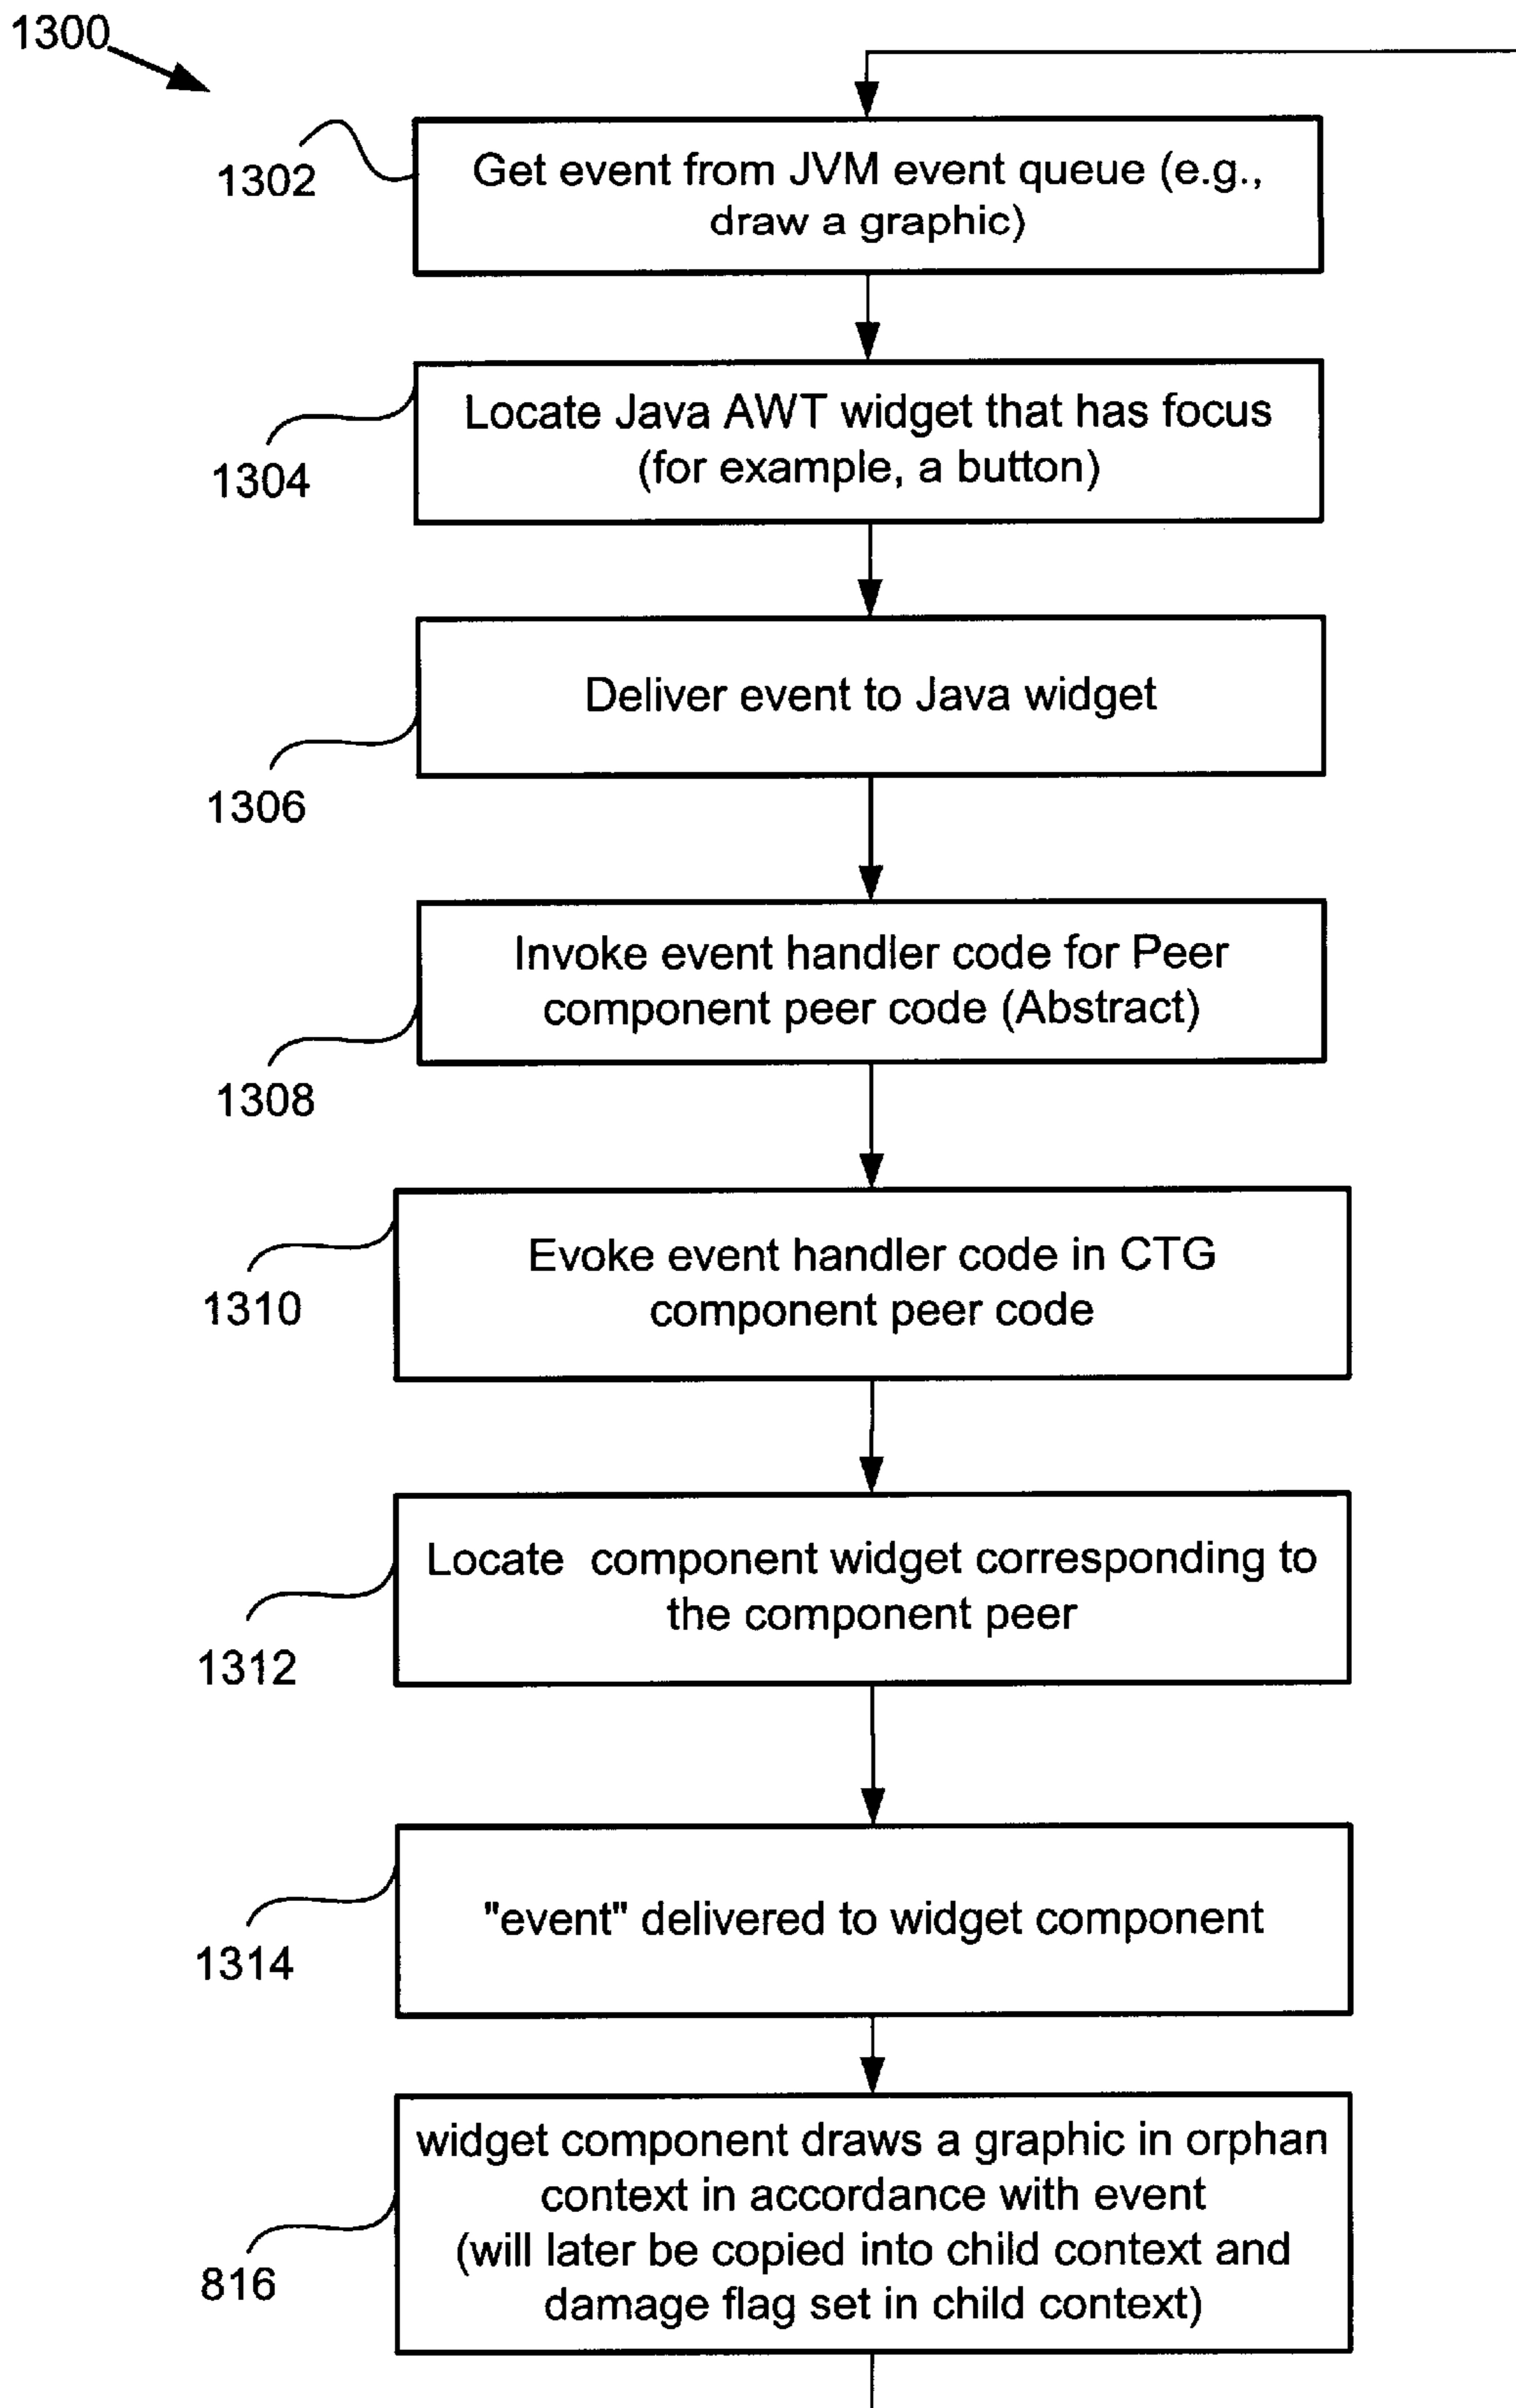 1300
1302
Get event from JVM event queue (e.g.,
draw a graphic)
1304
Locate Java AWT widget that has focus
(for example, a button)
1306
Deliver event to Java widget
1308
Invoke event handler code for Peer
component peer code (Abstract)
1310
Evoke event handler code in CTG
component peer code
1312
Locate component widget corresponding to
the component peer
1314
"event" delivered to widget component
816
widget component draws a graphic in orphan
context in accordance with event
(will later be copied into child context and
damage flag set in child context)